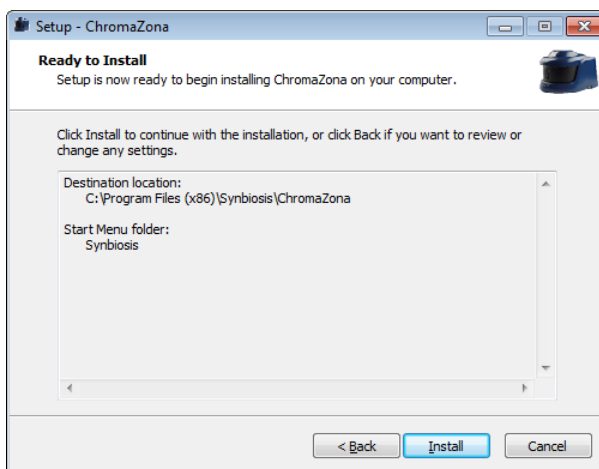 Setup - ChromaZona
Ready to Install
Setup is now ready to begin installing ChromaZona on your computer.
Click Install to continue with the installation, or click Back if you want to review or
change any settings.
Destination location:
C:\Program Files (x86)\Synbiosis\ChromaZona
Start Menu folder:
Synbiosis
< Back
Install
Cancel